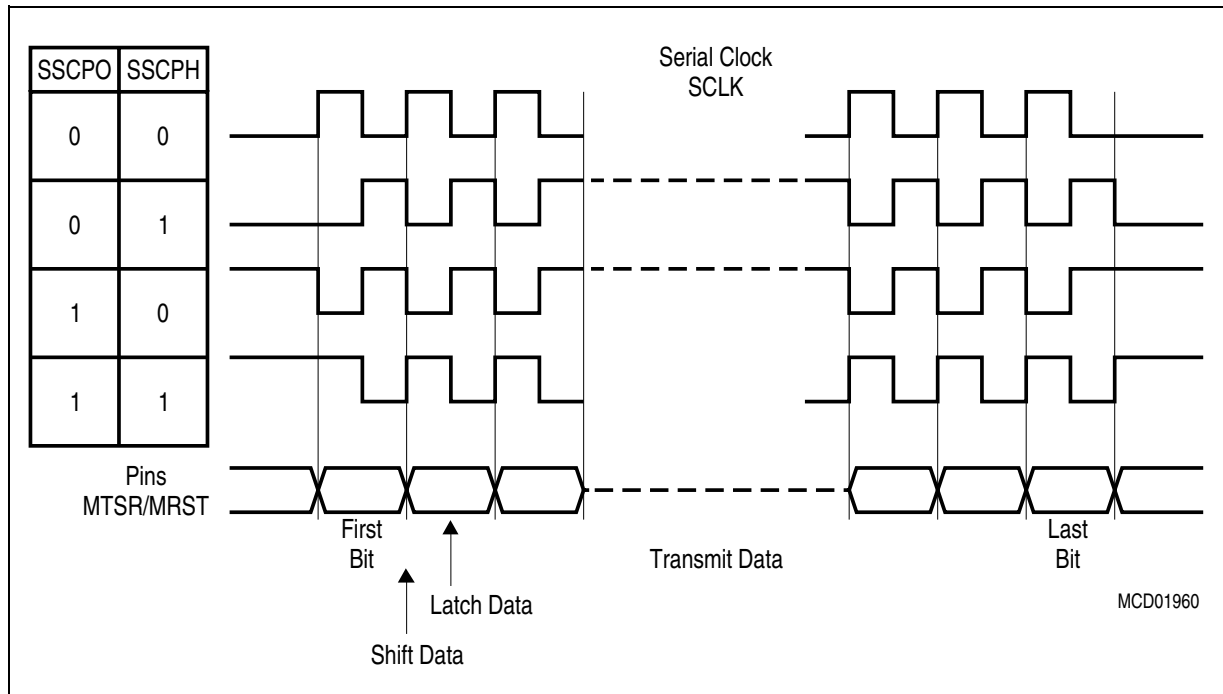 SSCPO SSCPH
0 0
0 1
1 0
1 1
Serial Clock
SCLK
Pins
MTSR/MRST
First
Bit
Transmit Data
Last
Bit
Latch Data
Shift Data
MCD01960